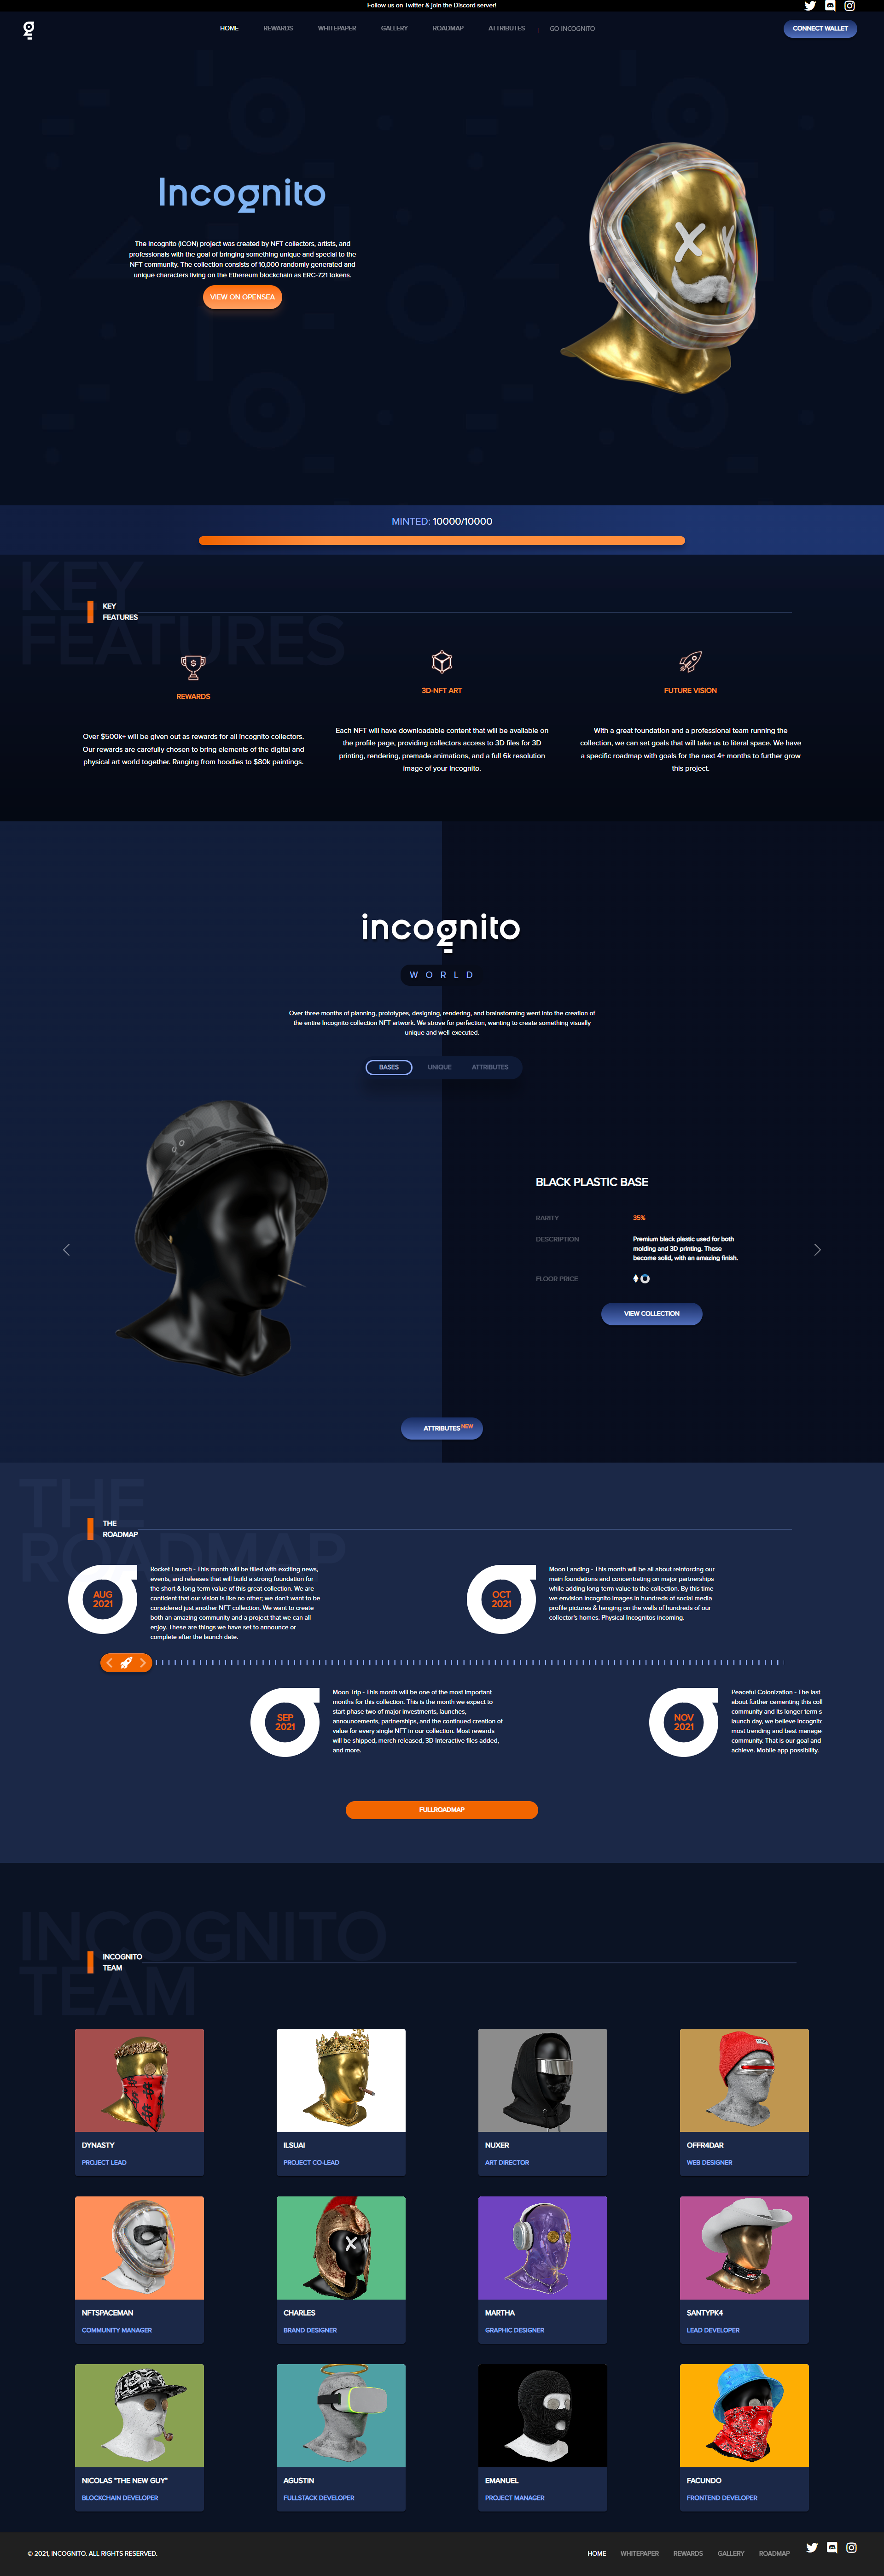 Follow us on Twitter & join the Discord server!
HOME
REWARDS
WHITEPAPER
GALLERY
ROADMAP
ATTRIBUTES
|
GO INCOGNITO
CONNECT WALLET
Incognito
The Incognito (ICON) project was created by NFT collectors, artists, and
professionals with the goal of bringing something unique and special to the
NFT community. The collection consists of 10,000 randomly generated and
unique characters living on the Ethereum blockchain as ERC-721 tokens.
VIEW ON OPENSEA
MINTED: 10000/10000
KEY
FEATURES
KEY
FEATURES
REWARDS
Over $500k+ will be given out as rewards for all incognito collectors.
Our rewards are carefully chosen to bring elements of the digital and
physical art world together. Ranging from hoodies to $80k paintings.
3D-NFT ART
Each NFT will have downloadable content that will be available on
the profile page, providing collectors access to 3D files for 3D
printing, rendering, premade animations, and a full 6k resolution
image of your Incognito.
FUTURE VISION
With a great foundation and a professional team running the
collection, we can set goals that will take us to literal space. We have
a specific roadmap with goals for the next 4+ months to further grow
this project.
incognito
WORLD
Over three months of planning, prototypes, designing, rendering, and brainstorming went into the creation of
the entire Incognito collection NFT artwork. We strove for perfection, wanting to create something visually
unique and well-executed.
BASES
UNIQUE
ATTRIBUTES
BLACK PLASTIC BASE
RARITY
35%
DESCRIPTION
Premium black plastic used for both
molding and 3D printing. These
become solid, with an amazing finish.
FLOOR PRICE
VIEW COLLECTION
ATTRIBUTES NEW
THE
ROADMAP
THE
ROADMAP
AUG
2021
Rocket Launch - This month will be filled with exciting news,
events, and releases that will build a strong foundation for
the short & long-term value of this great collection. We are
confident that our vision is like no other; we don't want to be
considered just another NFT collection. We want to create
both an amazing community and a project that we can all
enjoy. These are things we have set to announce or
complete after the launch date.
OCT
2021
Moon Landing - This month will be all about reinforcing our
main foundations and concentrating on major partnerships
while adding long-term value to the collection. By this time
we envision Incognito images in hundreds of social media
profile pictures & hanging on the walls of hundreds of our
collector's homes. Physical Incognitos incoming.
SEP
2021
Moon Trip - This month will be one of the most important
months for this collection. This is the month we expect to
start phase two of major investments, launches,
announcements, partnerships, and the continued creation of
value for every single NFT in our collection. Most rewards
will be shipped, merch released, 3D Interactive files added,
and more.
NOV
2021
Peaceful Colonization - The last
about further cementing this coll
community and its longer-term s
launch day, we believe Incognito
most trending and best manage
community. That is our goal and
achieve. Mobile app possibility.
FULLROADMAP
INCOGNITO
TEAM
INCOGNITO
TEAM
DYNASTY
PROJECT LEAD
ILSUAI
PROJECT CO-LEAD
NUXER
ART DIRECTOR
OFFR4DAR
WEB DESIGNER
NFTSPACEMAN
COMMUNITY MANAGER
CHARLES
BRAND DESIGNER
MARTHA
GRAPHIC DESIGNER
SANTYPK4
LEAD DEVELOPER
NICOLAS "THE NEW GUY"
BLOCKCHAIN DEVELOPER
AGUSTIN
FULLSTACK DEVELOPER
EMANUEL
PROJECT MANAGER
FACUNDO
FRONTEND DEVELOPER
© 2021, INCOGNITO. ALL RIGHTS RESERVED.
HOME
WHITEPAPER
REWARDS
GALLERY
ROADMAP